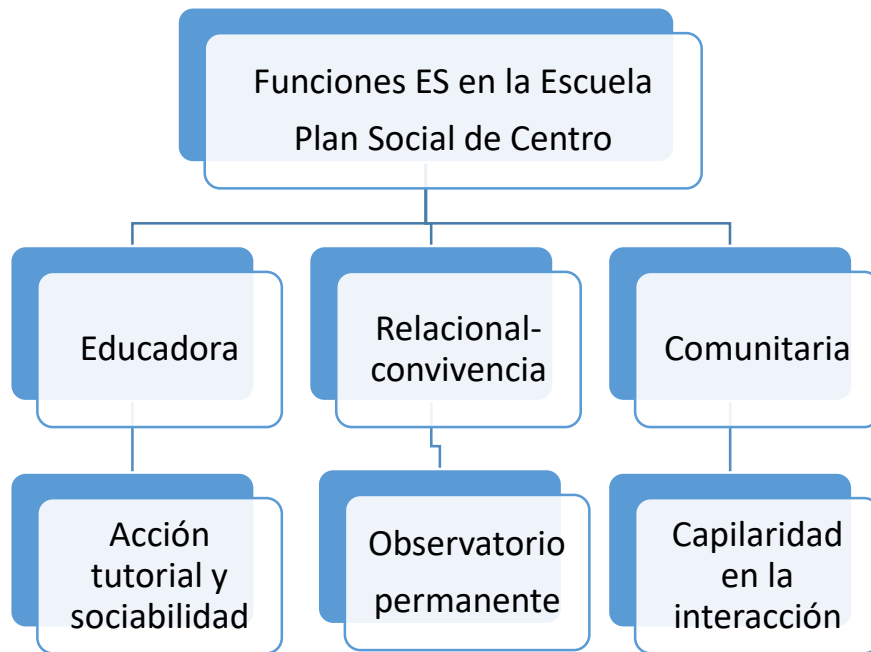 Funciones ES en la Escuela
Plan Social de Centro
Educadora
Relacional-
convivencia
Comunitaria
Acción
tutorial y
sociabilidad
Observatorio
permanente
Capilaridad
en la
interacción